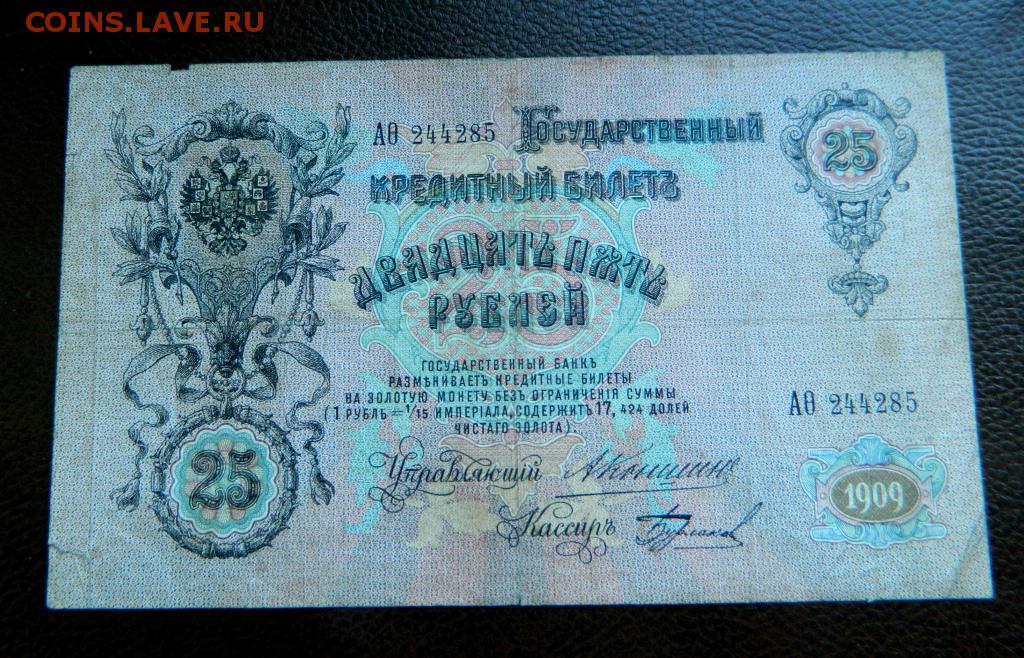 COINS.LAVE.RU
АѲ 244285
Государственный
25
кредитный билетъ
двадцать пять
рублей
25
государственный банкъ
размѣниваетъ кредитные билеты
на золотую монету безъ ограниченія суммы
(1 рубль = 1/15 имперіала, содержитъ 17, 424 долей
чистаго золота).
АѲ 244285
Управляющій А Коншинъ
25
1909
Кассиръ